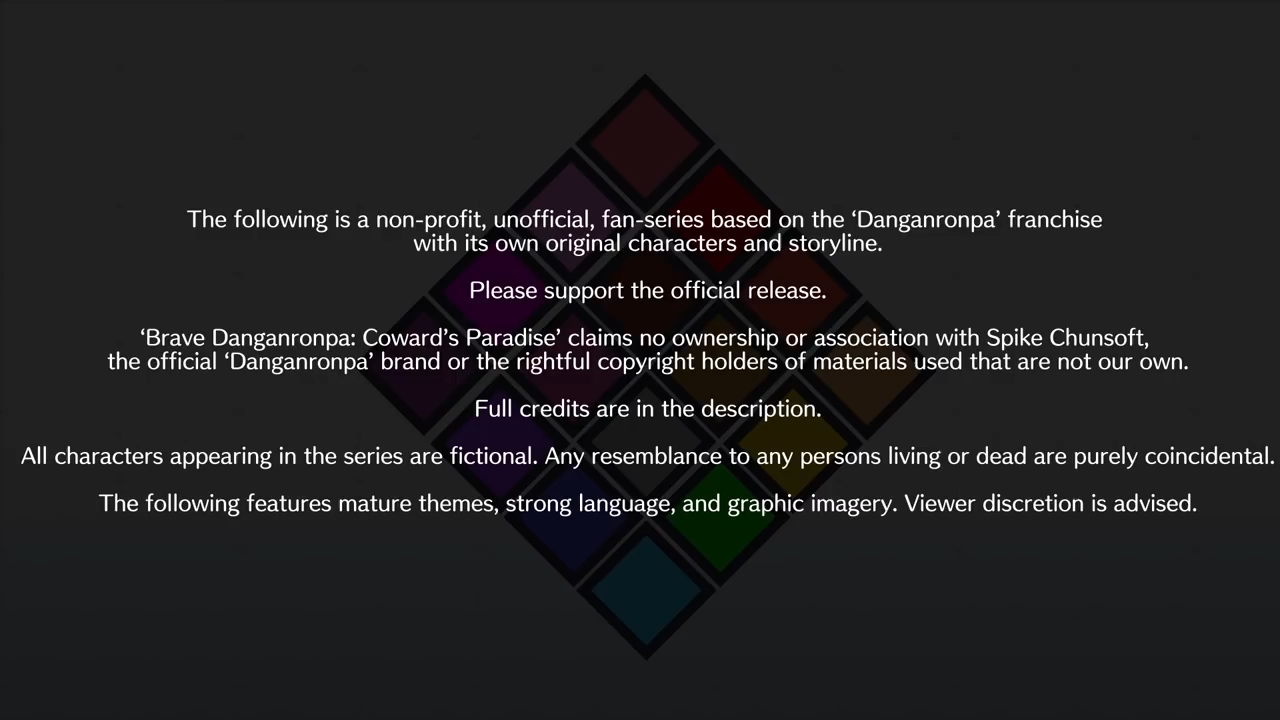 The following is a non-profit, unofficial, fan-series based on the ‘Danganronpa’ franchise
with its own original characters and storyline.
Please support the official release.
‘Brave Danganronpa: Coward’s Paradise’ claims no ownership or association with Spike Chunsoft,
the official ‘Danganronpa’ brand or the rightful copyright holders of materials used that are not our own.
Full credits are in the description.
All characters appearing in the series are fictional. Any resemblance to any persons living or dead are purely coincidental.
The following features mature themes, strong language, and graphic imagery. Viewer discretion is advised.